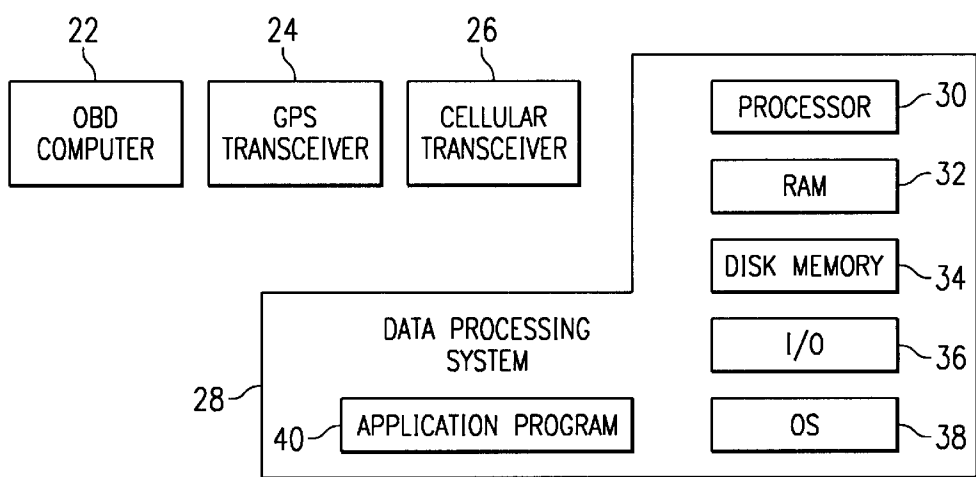 22
24
26
OBD
COMPUTER
GPS
TRANSCEIVER
CELLULAR
TRANSCEIVER
PROCESSOR
30
RAM
32
DISK MEMORY
34
I/O
36
DATA PROCESSING
SYSTEM
28
40
APPLICATION PROGRAM
OS
38